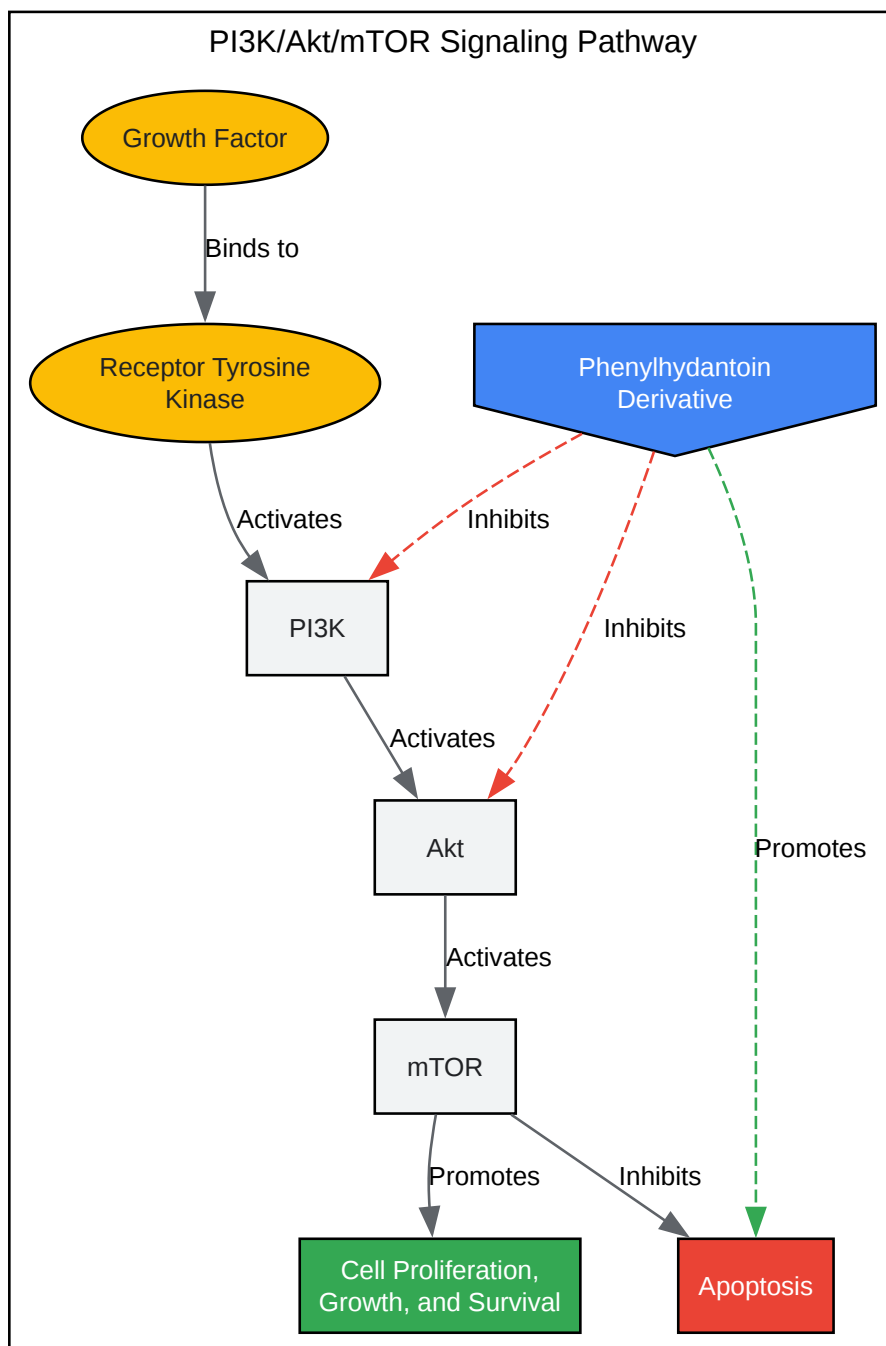 PI3K/Akt/mTOR Signaling Pathway
Growth Factor
Binds to
Receptor Tyrosine
Kinase
Phenylhydantoin
Derivative
Activates
Inhibits
PI3K
Inhibits
Activates
Akt
Promotes
Activates
mTOR
Promotes
Inhibits
Cell Proliferation,
Growth, and Survival
Apoptosis